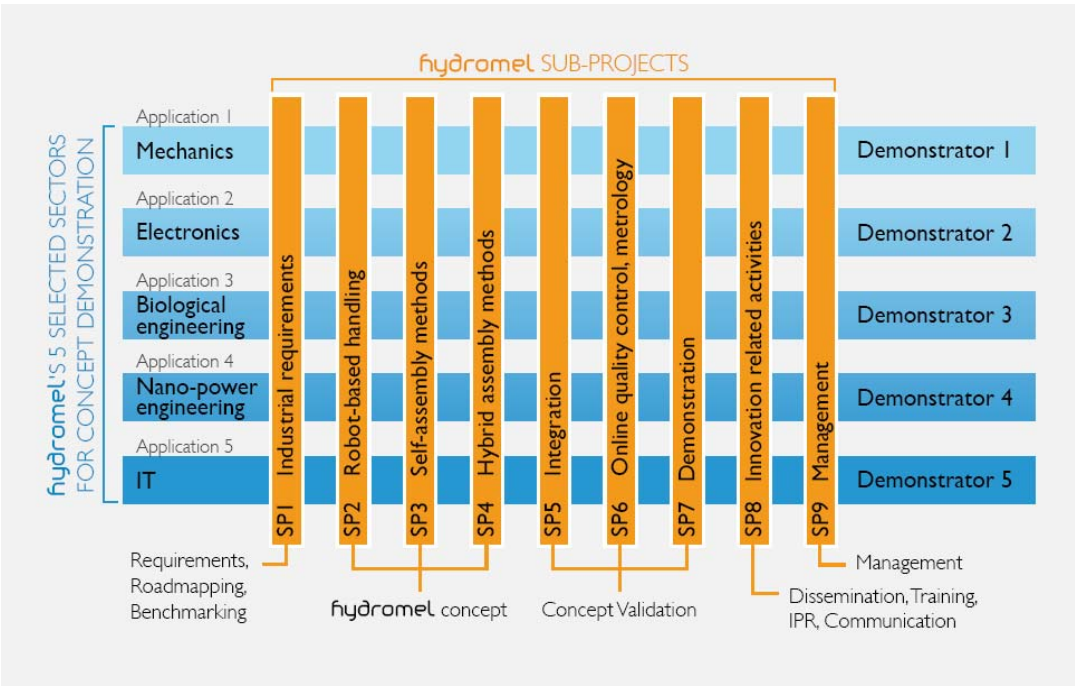 hydromel SUB-PROJECTS
hydromel'S 5 SELECTED SECTORS
FOR CONCEPT DEMONSTRATION
Application 1
Mechanics
Demonstrator 1
Application 2
Electronics
Demonstrator 2
Application 3
Biological
engineering
Demonstrator 3
Application 4
Nano-power
engineering
Demonstrator 4
Application 5
IT
Demonstrator 5
SP1 Industrial requirements
SP2 Robot-based handling
SP3 Self-assembly methods
SP4 Hybrid assembly methods
SP5 Integration
SP6 Online quality control, metrology
SP7 Demonstration
SP8 Innovation related activities
SP9 Management
Requirements,
Roadmapping,
Benchmarking
hydromel concept
Concept Validation
Management
Dissemination, Training,
IPR, Communication